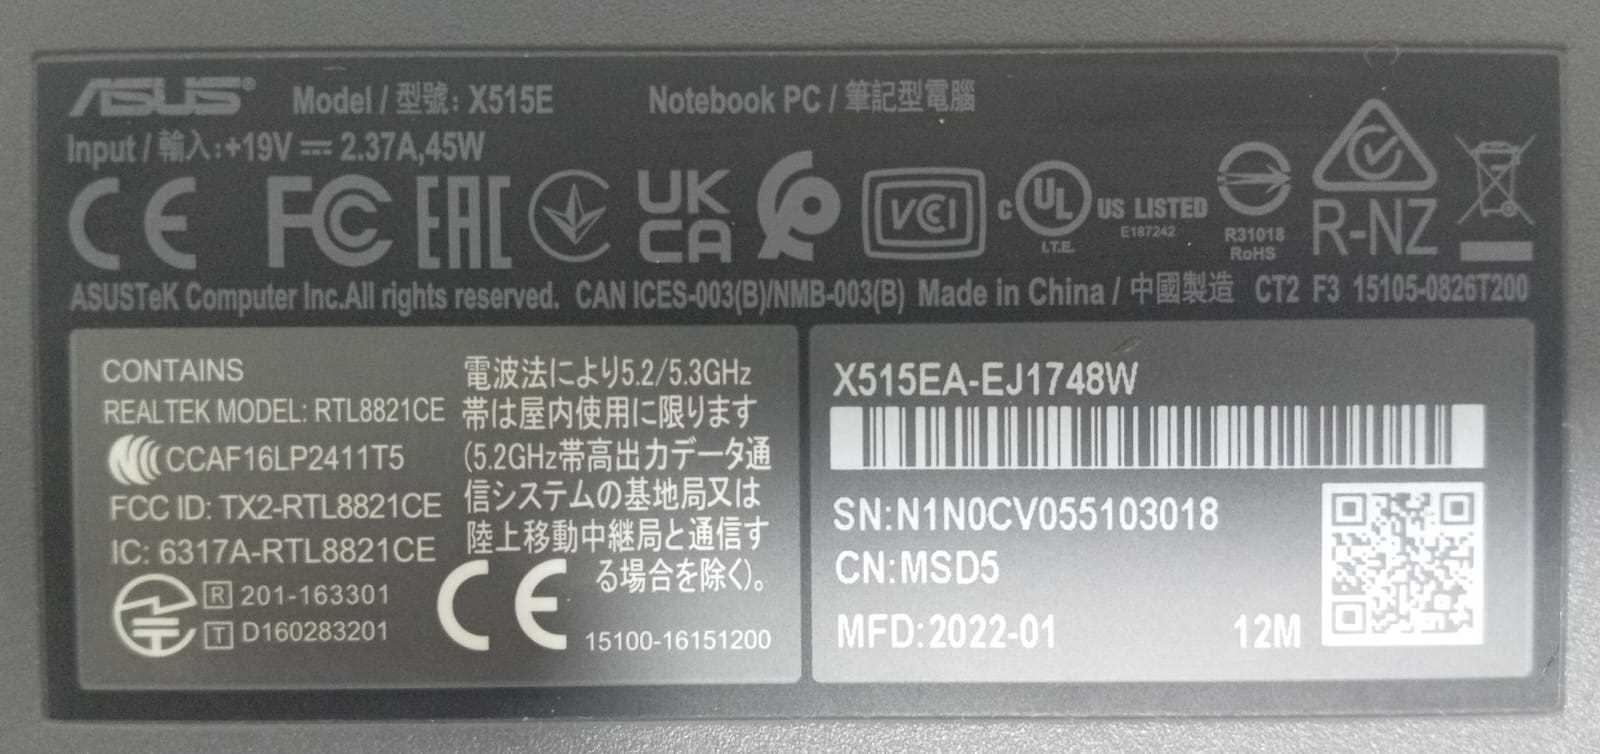 ASUS® Model / 型號: X515E Notebook PC / 筆記型電腦
Input / 輸入:+19V ⎓ 2.37A,45W
CE FC EAC UK CA VCI c UL US LISTED
I.T.E. E187242
R31018
RoHS
R-NZ
ASUSTeK Computer Inc.All rights reserved. CAN ICES-003(B)/NMB-003(B) Made in China / 中國製造 CT2 F3 15105-0826T200
CONTAINS
REALTEK MODEL: RTL8821CE
CCAF16LP2411T5
FCC ID: TX2-RTL8821CE
IC: 6317A-RTL8821CE
R 201-163301
T D160283201
電波法により5.2/5.3GHz
帯は屋内使用に限ります
(5.2GHz帯高出力データ通
信システムの基地局又は
陸上移動中継局と通信す
る場合を除く)。
CE 15100-16151200
X515EA-EJ1748W
SN:N1N0CV055103018
CN:MSD5
MFD:2022-01 12M